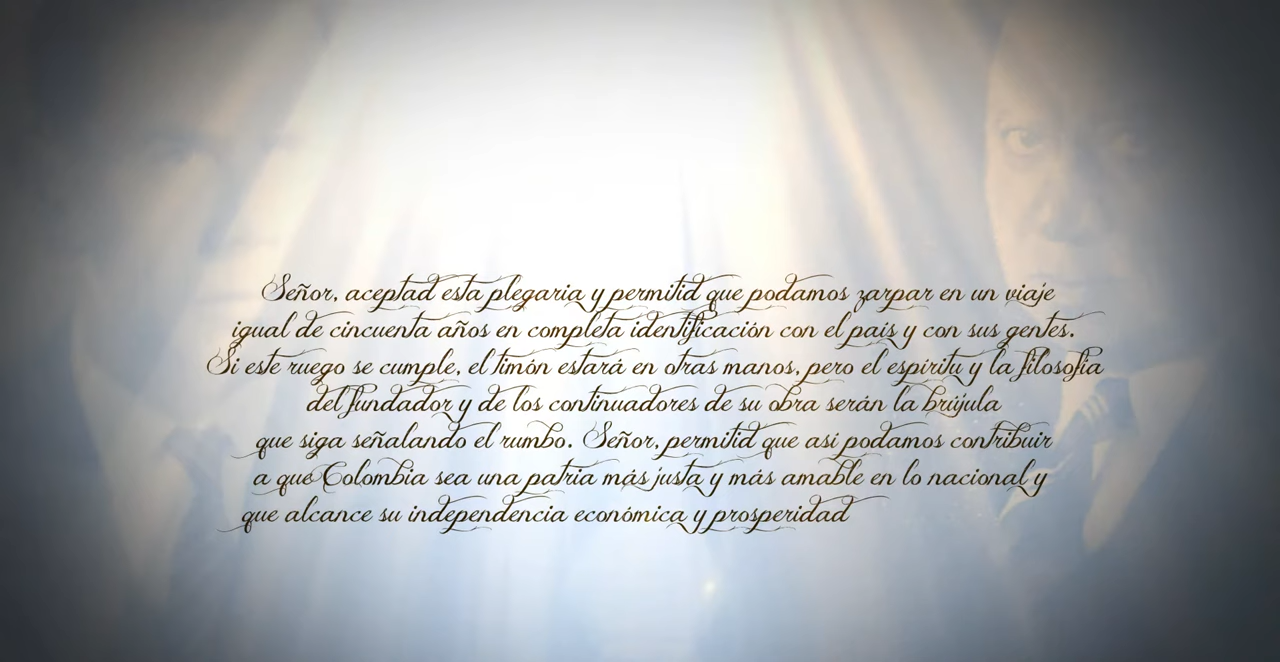 Señor, aceptad esta plegaria y permitid que podamos zarpar en un viaje
igual de cincuenta años en completa identificación con el país y con sus gentes.
Si este ruego se cumple, el timón estará en otras manos, pero el espíritu y la filosofía
del fundador y de los continuadores de su obra serán la brújula
que siga señalando el rumbo. Señor, permitid que así podamos contribuir
a que Colombia sea una patria más justa y más amable en lo nacional y
que alcance su independencia económica y prosperidad